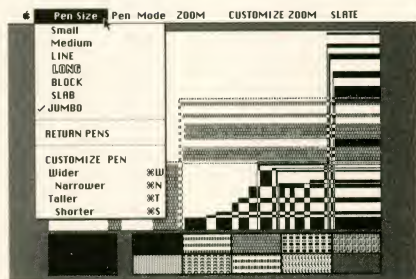 Pen Size Pen Mode ZOOM CUSTOMIZE ZOOM SLATE
Small
Medium
LINE
LONG
BLOCK
SLAB
✓ JUMBO
RETURN PENS
CUSTOMIZE PEN
Wider ⌘W
Narrower ⌘N
Taller ⌘T
Shorter ⌘S